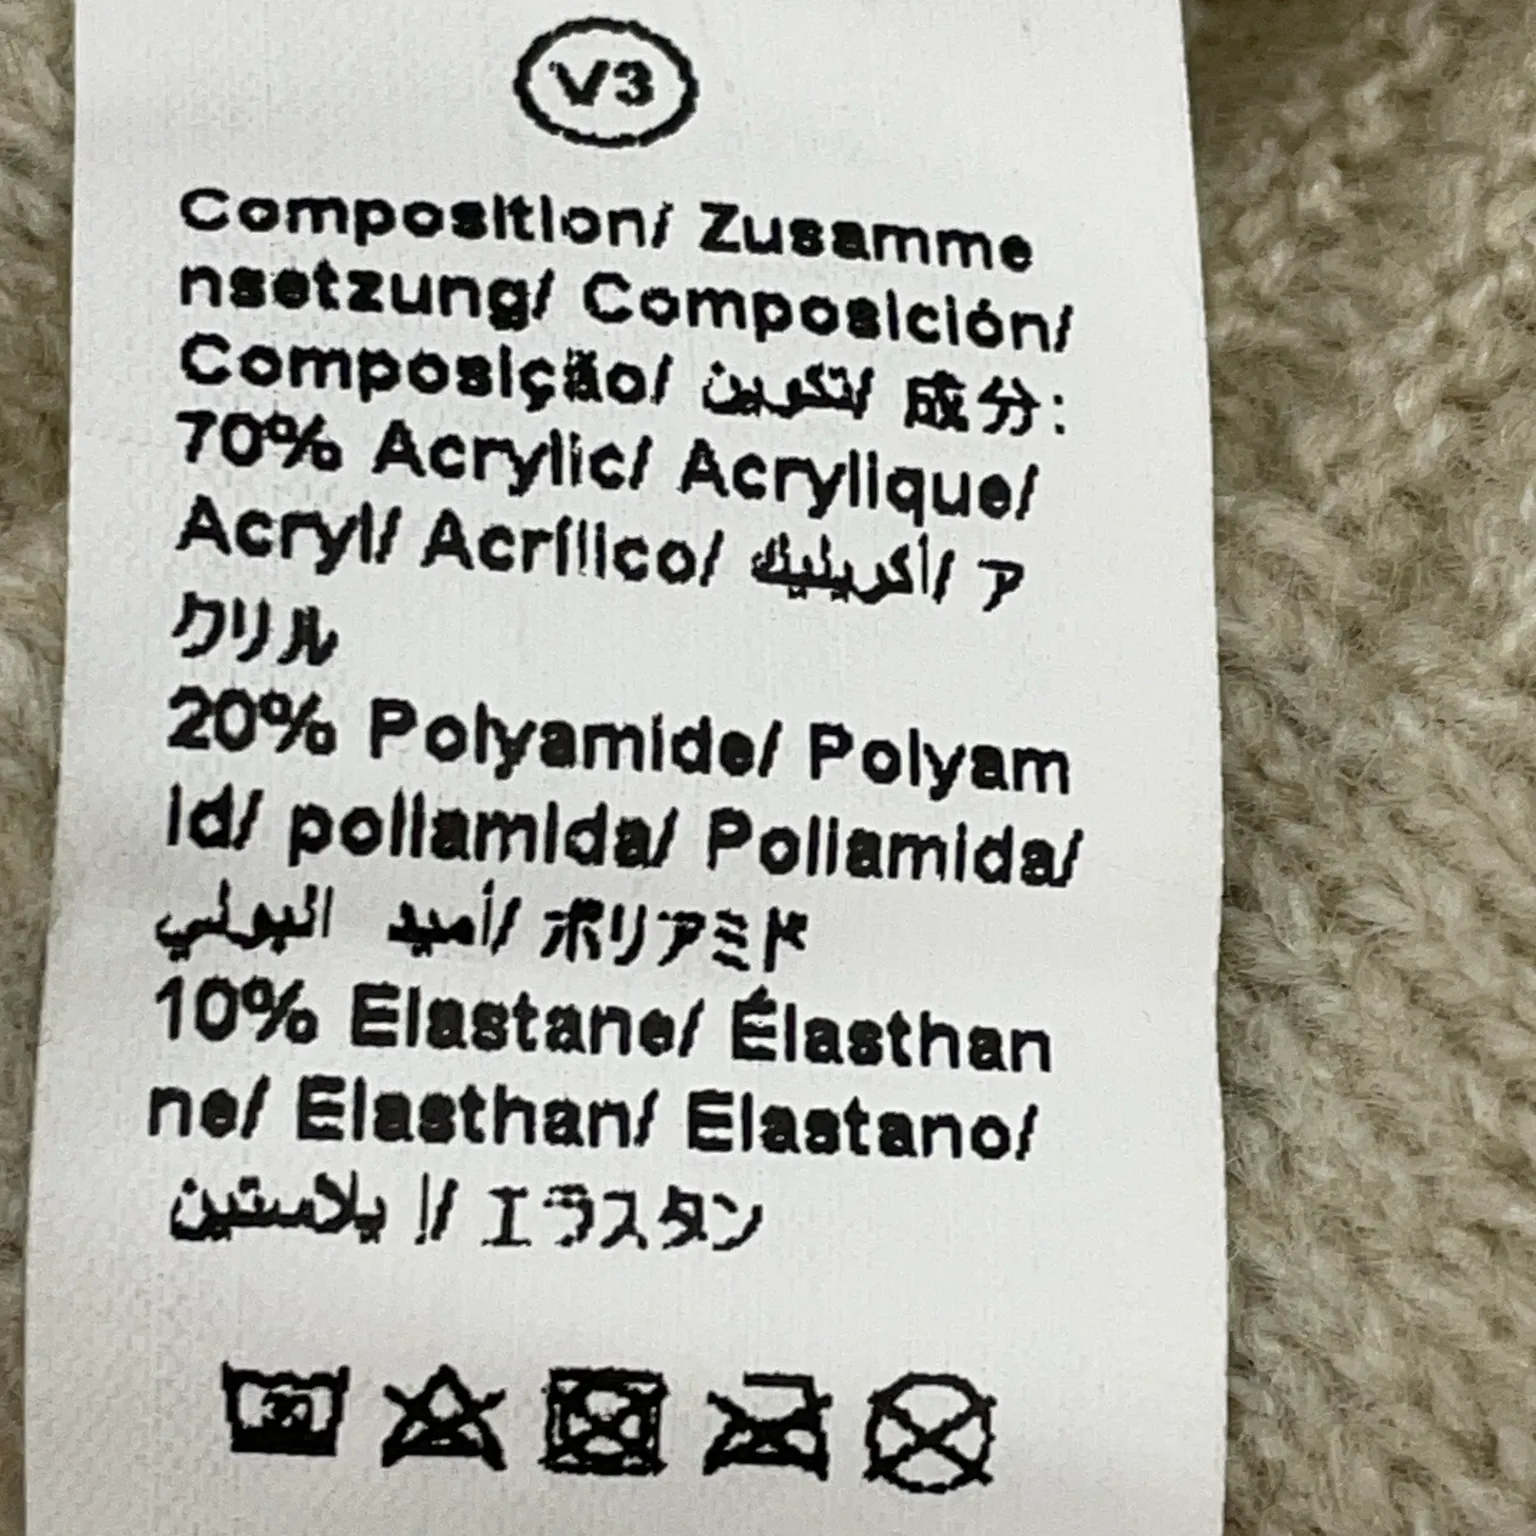 V3
Composition/ Zusamme
nsetzung/ Composición/
Composição/ تكوين/ 成分:
70% Acrylic/ Acrylique/
Acryl/ Acrílico/ أكريليك/ ア
クリル
20% Polyamide/ Polyam
id/ poliamida/ Poliamida/
أميد البولي/ ポリアミド
10% Elastane/ Élasthan
ne/ Elasthan/ Elastano/
إ يلاستين/ エラスタン
30